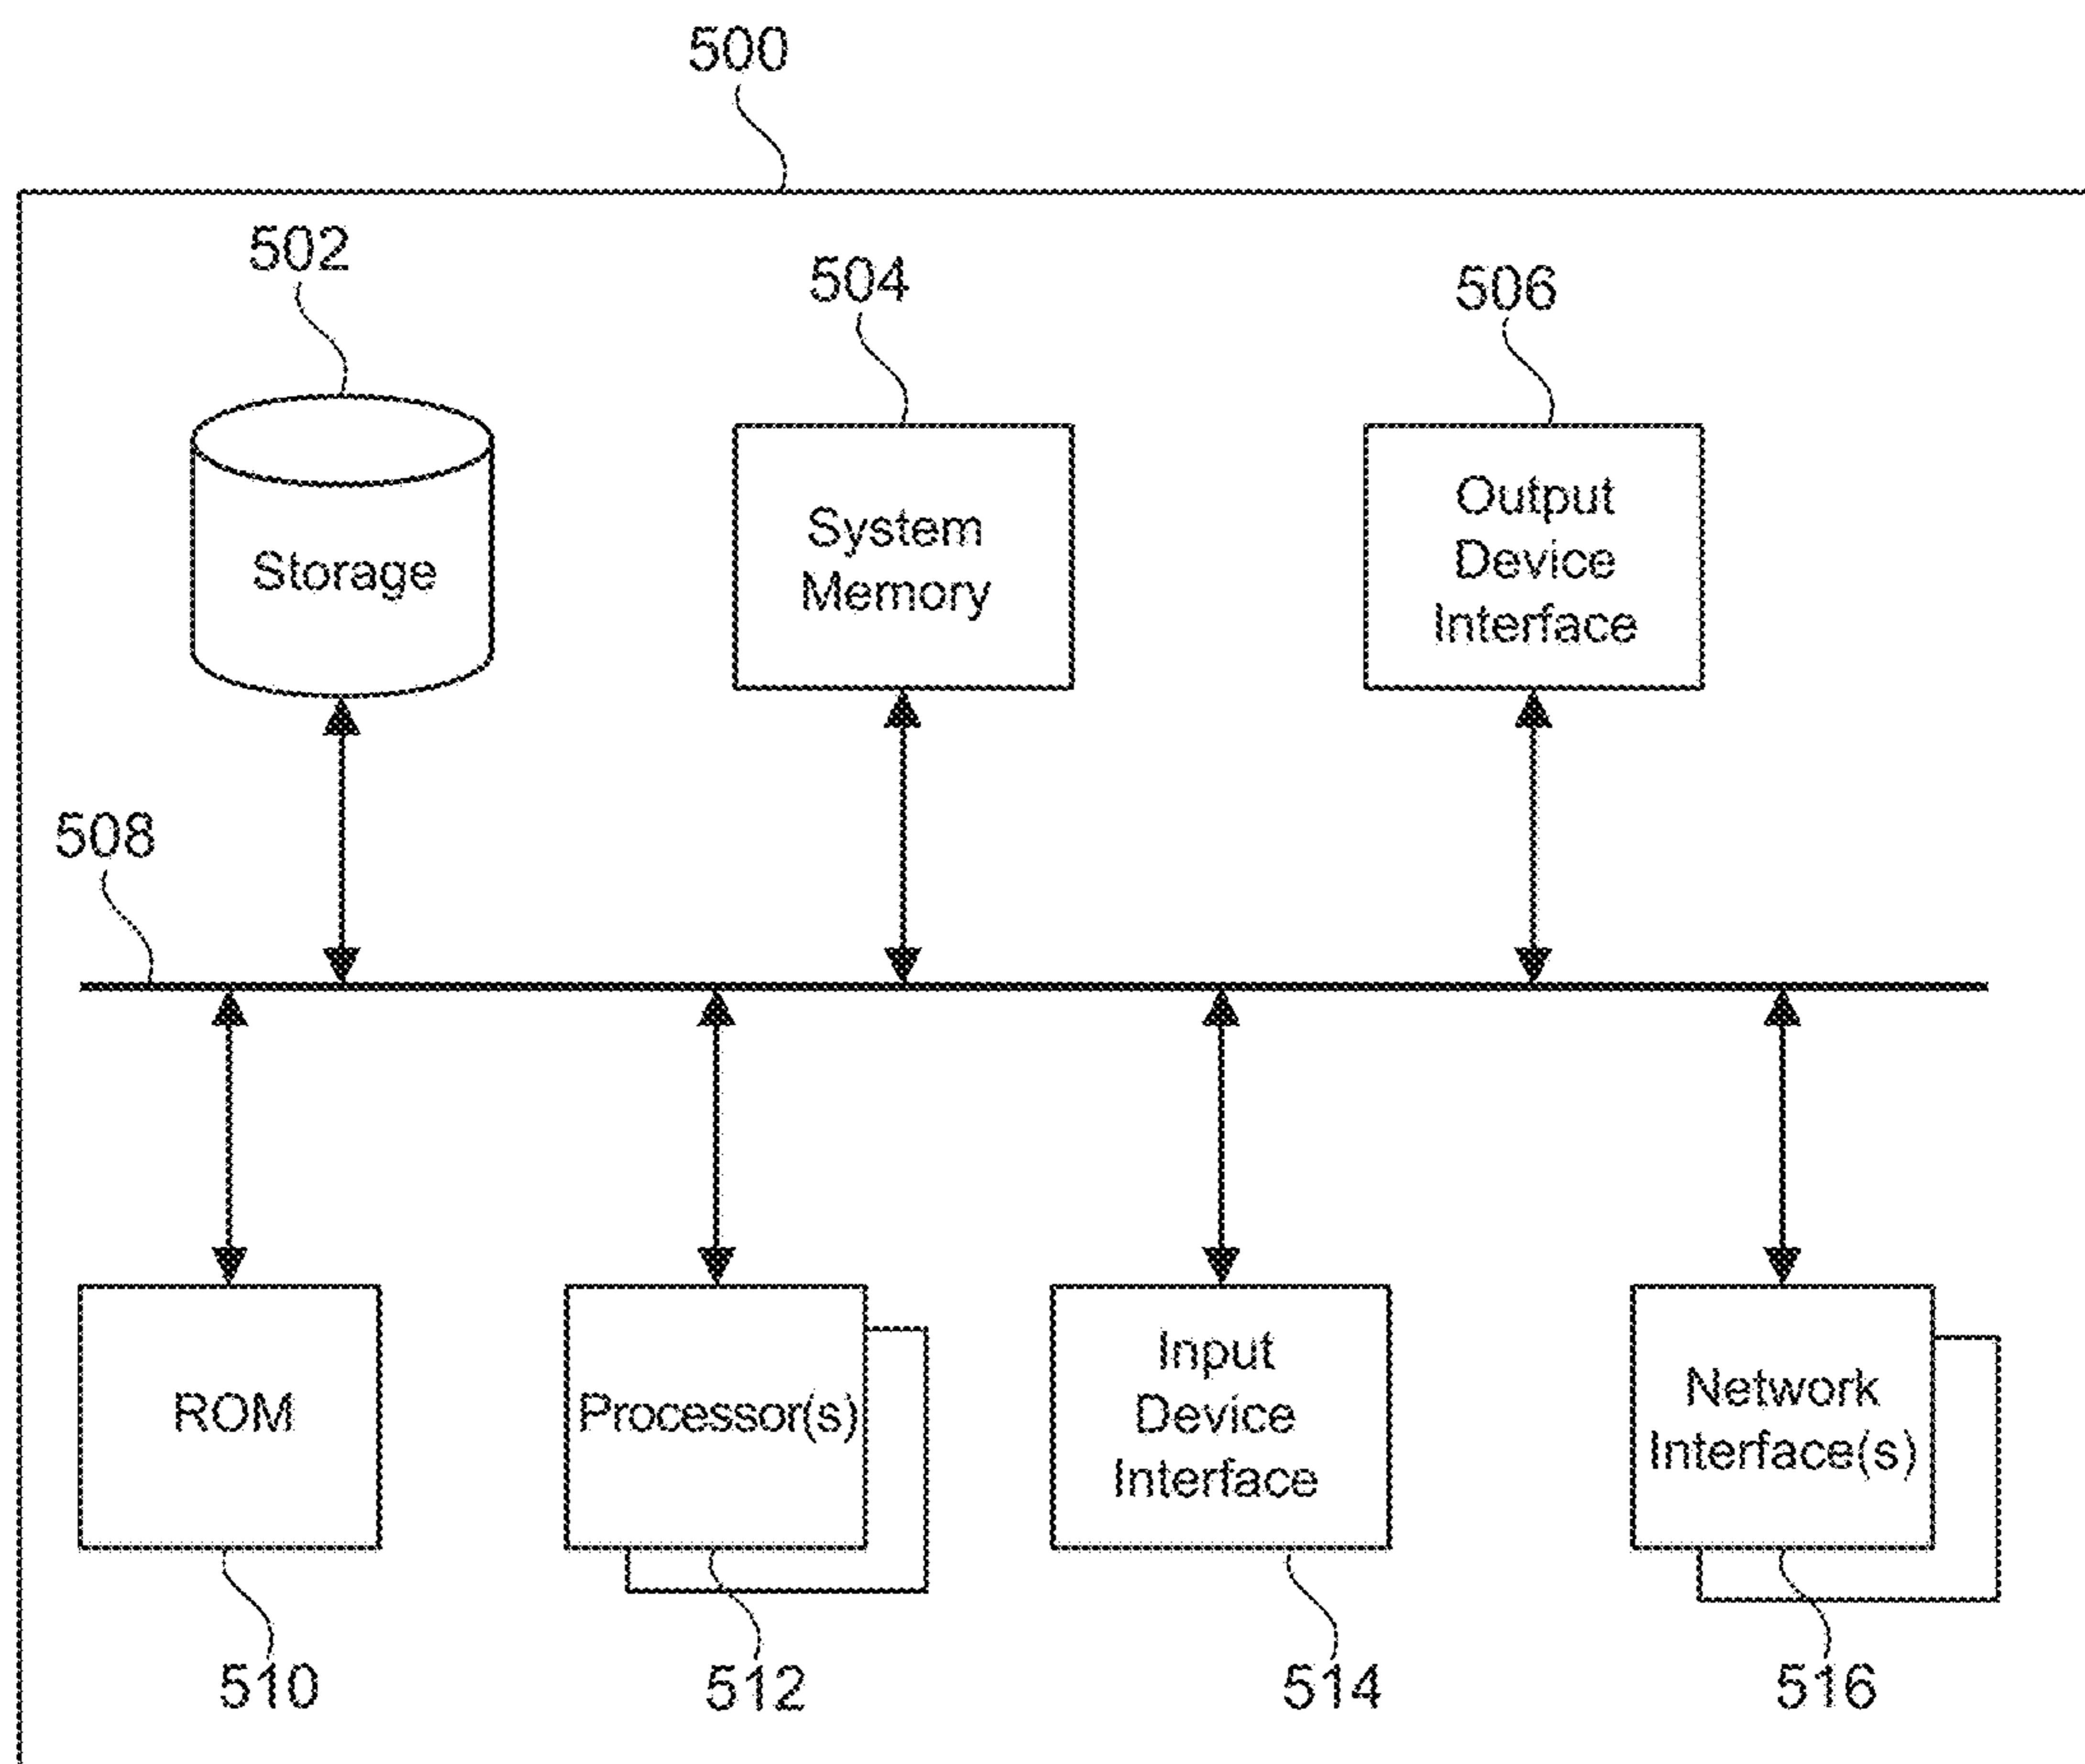 500
502
504
506
Storage
System
Memory
Output
Device
Interface
508
ROM
Processor(s)
Input
Device
Interface
Network
Interface(s)
510
512
514
516